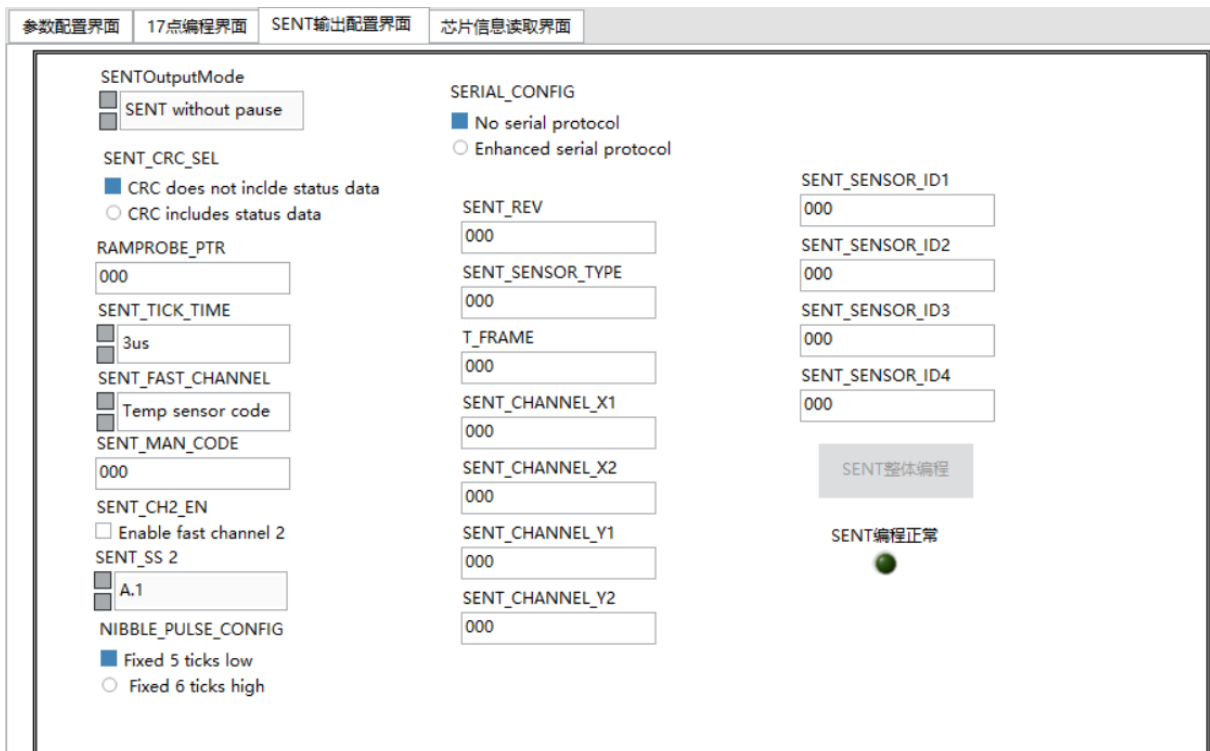 参数配置界面
17点编程界面
SENT输出配置界面
芯片信息读取界面
SENTOutputMode
SENT without pause
SENT_CRC_SEL
CRC does not inclde status data
CRC includes status data
RAMPROBE_PTR
000
SENT_TICK_TIME
3us
SENT_FAST_CHANNEL
Temp sensor code
SENT_MAN_CODE
000
SENT_CH2_EN
Enable fast channel 2
SENT_SS 2
A.1
NIBBLE_PULSE_CONFIG
Fixed 5 ticks low
Fixed 6 ticks high
SERIAL_CONFIG
No serial protocol
Enhanced serial protocol
SENT_REV
000
SENT_SENSOR_TYPE
000
T_FRAME
000
SENT_CHANNEL_X1
000
SENT_CHANNEL_X2
000
SENT_CHANNEL_Y1
000
SENT_CHANNEL_Y2
000
SENT_SENSOR_ID1
000
SENT_SENSOR_ID2
000
SENT_SENSOR_ID3
000
SENT_SENSOR_ID4
000
SENT整体编程
SENT编程正常